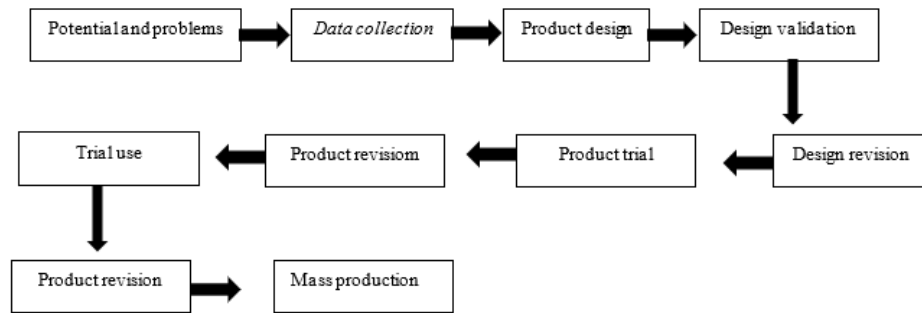 Potential and problems
Data collection
Product design
Design validation
Design revision
Product trial
Product revisiom
Trial use
Product revision
Mass production